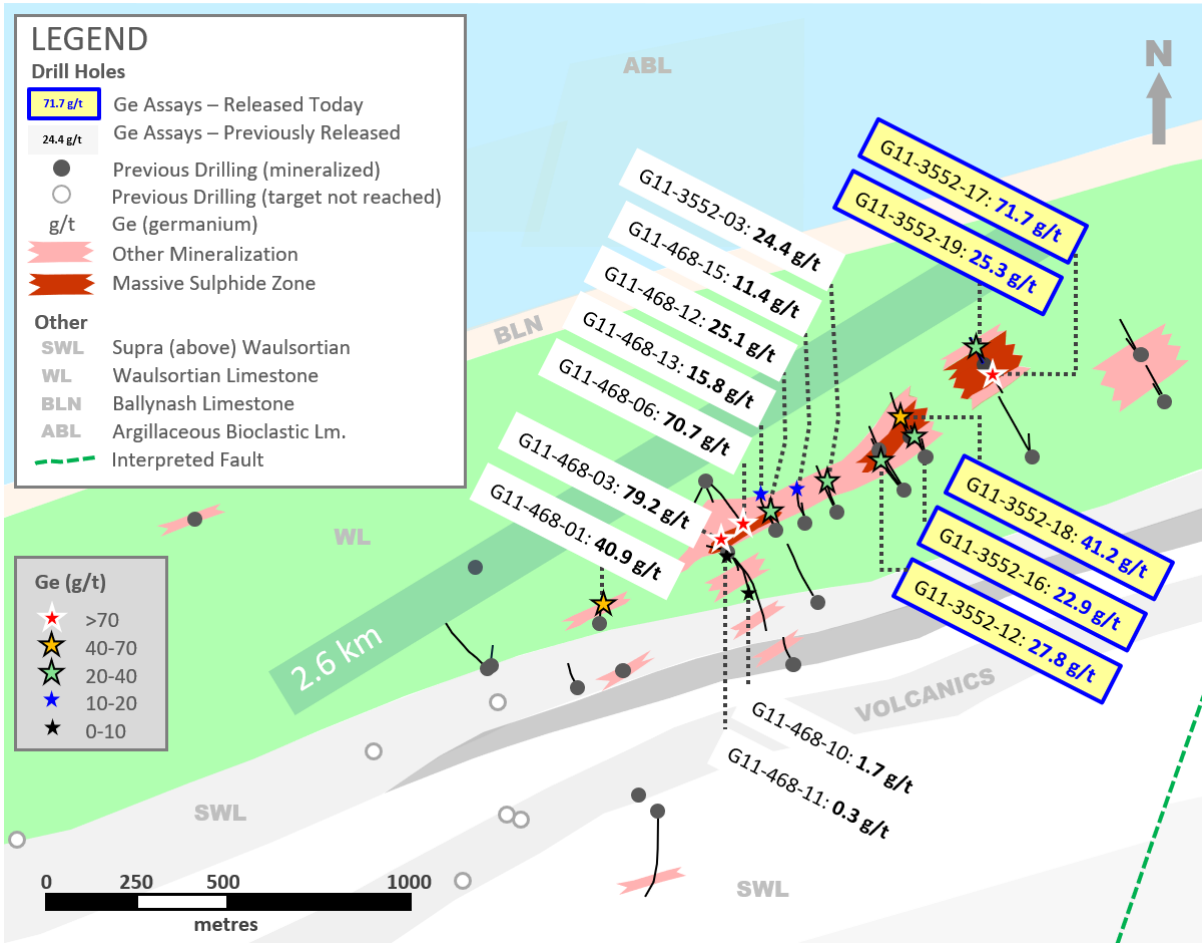 LEGEND
Drill Holes
71.7 g/t Ge Assays – Released Today
24.4 g/t Ge Assays – Previously Released
Previous Drilling (mineralized)
Previous Drilling (target not reached)
g/t Ge (germanium)
Other Mineralization
Massive Sulphide Zone
Other
SWL Supra (above) Waulsortian
WL Waulsortian Limestone
BLN Ballynash Limestone
ABL Argillaceous Bioclastic Lm.
Interpreted Fault
ABL
N
G11-3552-17: 71.7 g/t
G11-3552-19: 25.3 g/t
G11-3552-03: 24.4 g/t
G11-468-15: 11.4 g/t
G11-468-12: 25.1 g/t
G11-468-13: 15.8 g/t
G11-468-06: 70.7 g/t
G11-468-03: 79.2 g/t
G11-468-01: 40.9 g/t
BLN
WL
2.6 km
G11-3552-18: 41.2 g/t
G11-3552-16: 22.9 g/t
G11-3552-12: 27.8 g/t
Ge (g/t)
>70
40-70
20-40
10-20
0-10
VOLCANICS
G11-468-10: 1.7 g/t
G11-468-11: 0.3 g/t
SWL
SWL
0 250 500 1000
metres